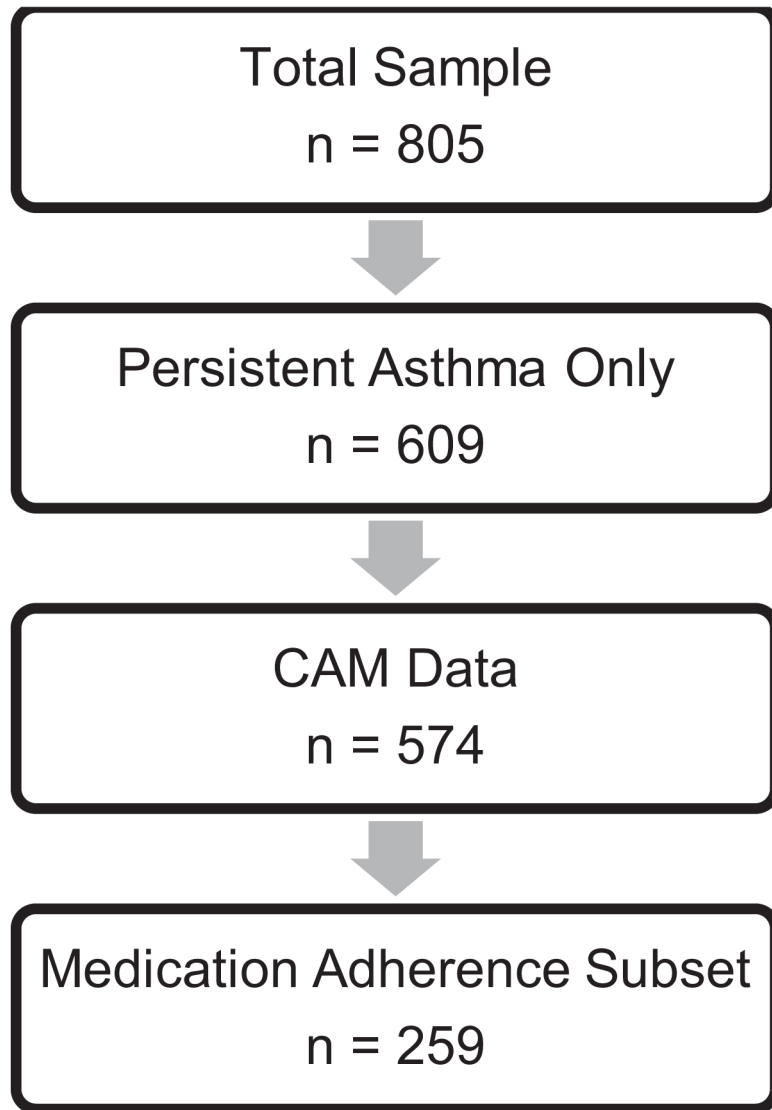 Total Sample
n = 805
Persistent Asthma Only
n = 609
CAM Data
n = 574
Medication Adherence Subset
n = 259